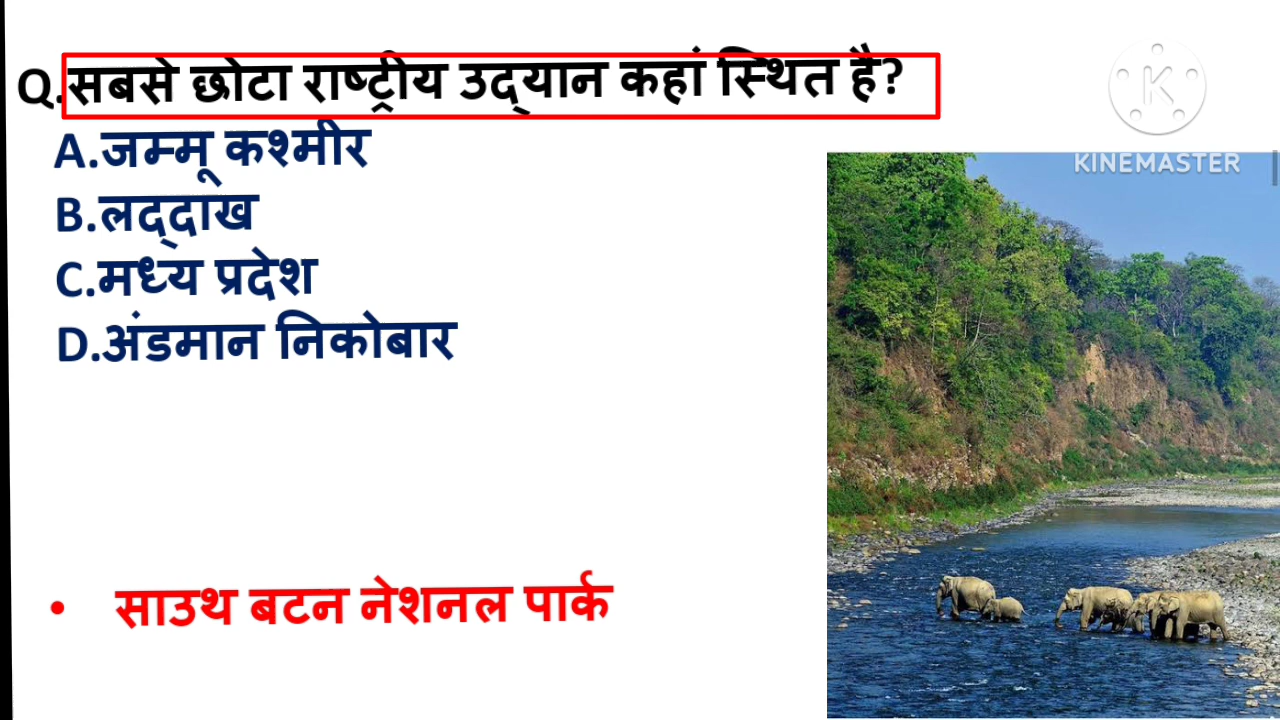 Q.सबसे छोटा राष्ट्रीय उद्यान कहां स्थित है?
A.जम्मू कश्मीर
B.लद्दाख
C.मध्य प्रदेश
D.अंडमान निकोबार
साउथ बटन नेशनल पार्क
K
KINEMASTER